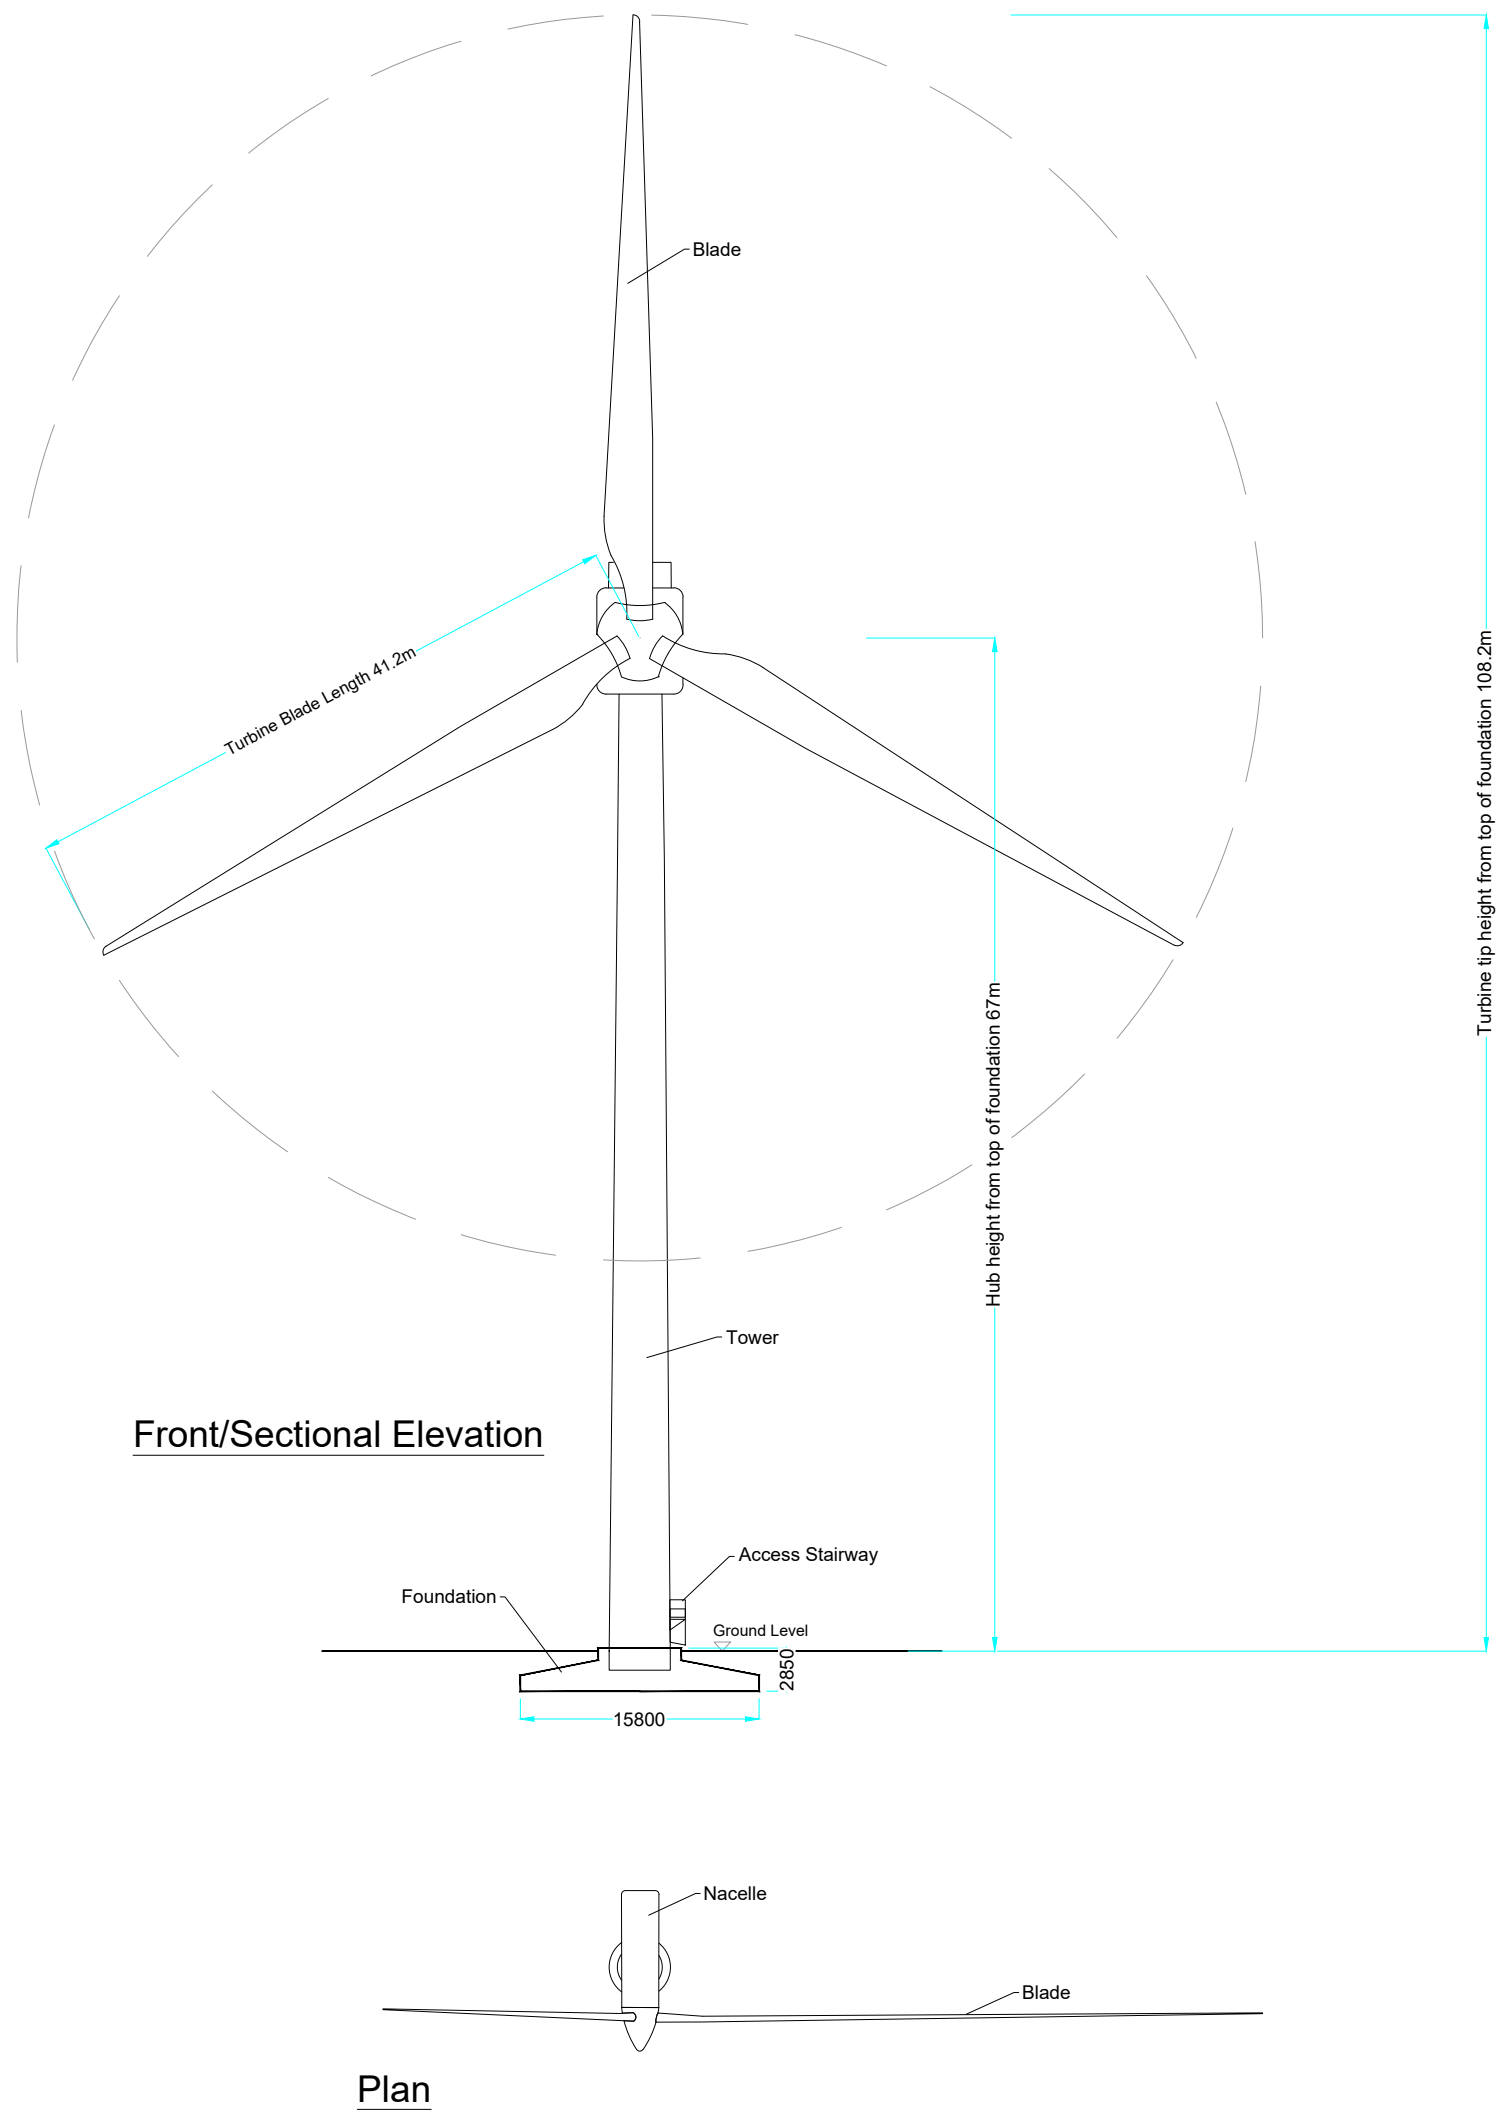 Blade
Turbine Blade Length 41.2m
Turbine tip height from top of foundation 108.2m
Hub height from top of foundation 67m
Tower
Front/Sectional Elevation
Access Stairway
Foundation
Ground Level
2850
15800
Nacelle
Blade
Plan